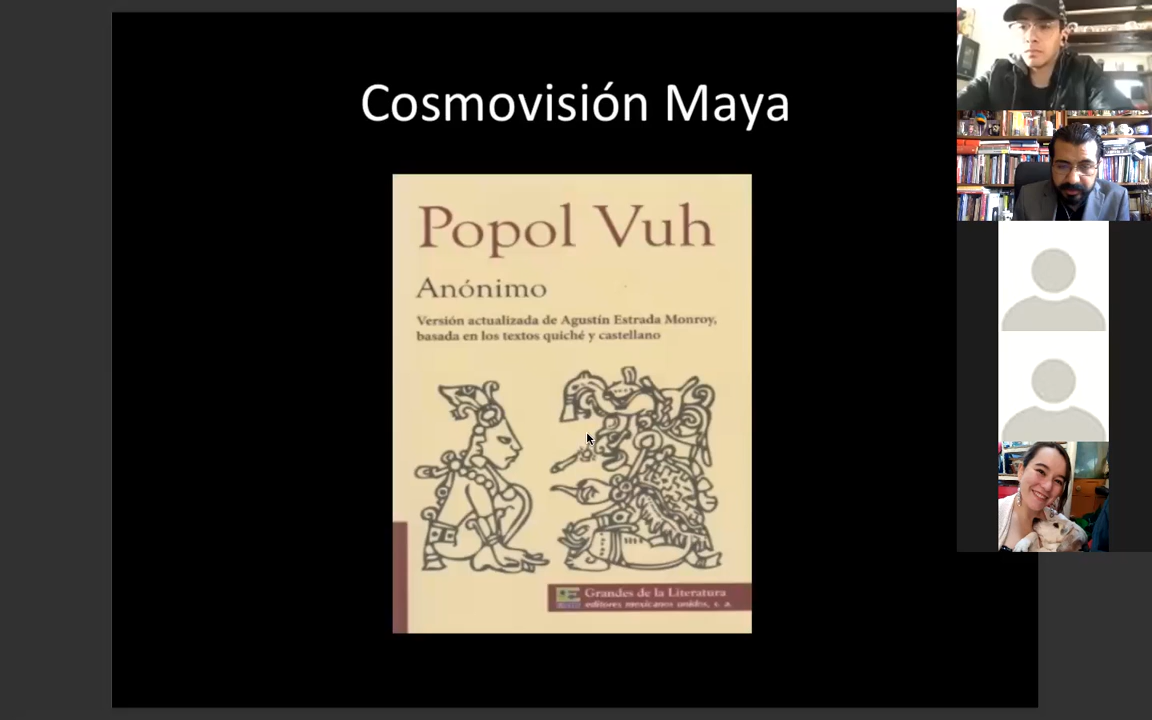 Cosmovisión Maya
Popol Vuh
Anónimo
Versión actualizada de Agustín Estrada Monroy,
basada en los textos quiché y castellano
Grandes de la Literatura
editores mexicanos unidos, s. a.